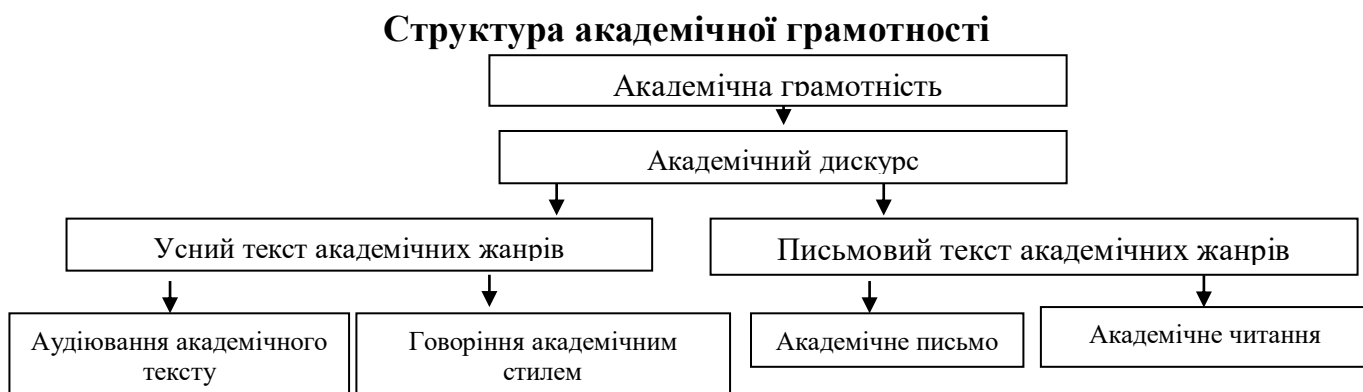 Структура академічної грамотності
Академічна грамотність
Академічний дискурс
Усний текст академічних жанрів
Письмовий текст академічних жанрів
Аудіювання академічного
тексту
Говоріння академічним
стилем
Академічне письмо
Академічне читання